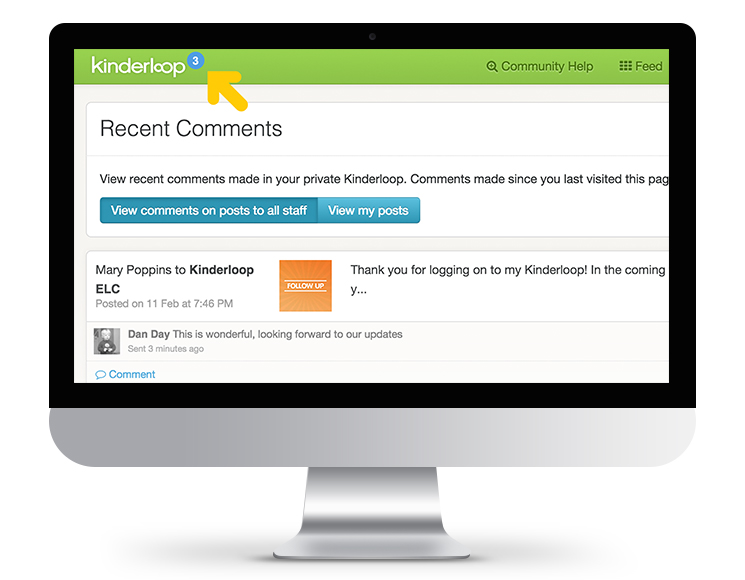 kinderloop 3
Community Help
Feed
Recent Comments
View recent comments made in your private Kinderloop. Comments made since you last visited this pag
View comments on posts to all staff
View my posts
Mary Poppins to Kinderloop
ELC
Posted on 11 Feb at 7:46 PM
FOLLOW UP
Thank you for logging on to my Kinderloop! In the coming
y...
Dan Day This is wonderful, looking forward to our updates
Sent 3 minutes ago
Comment